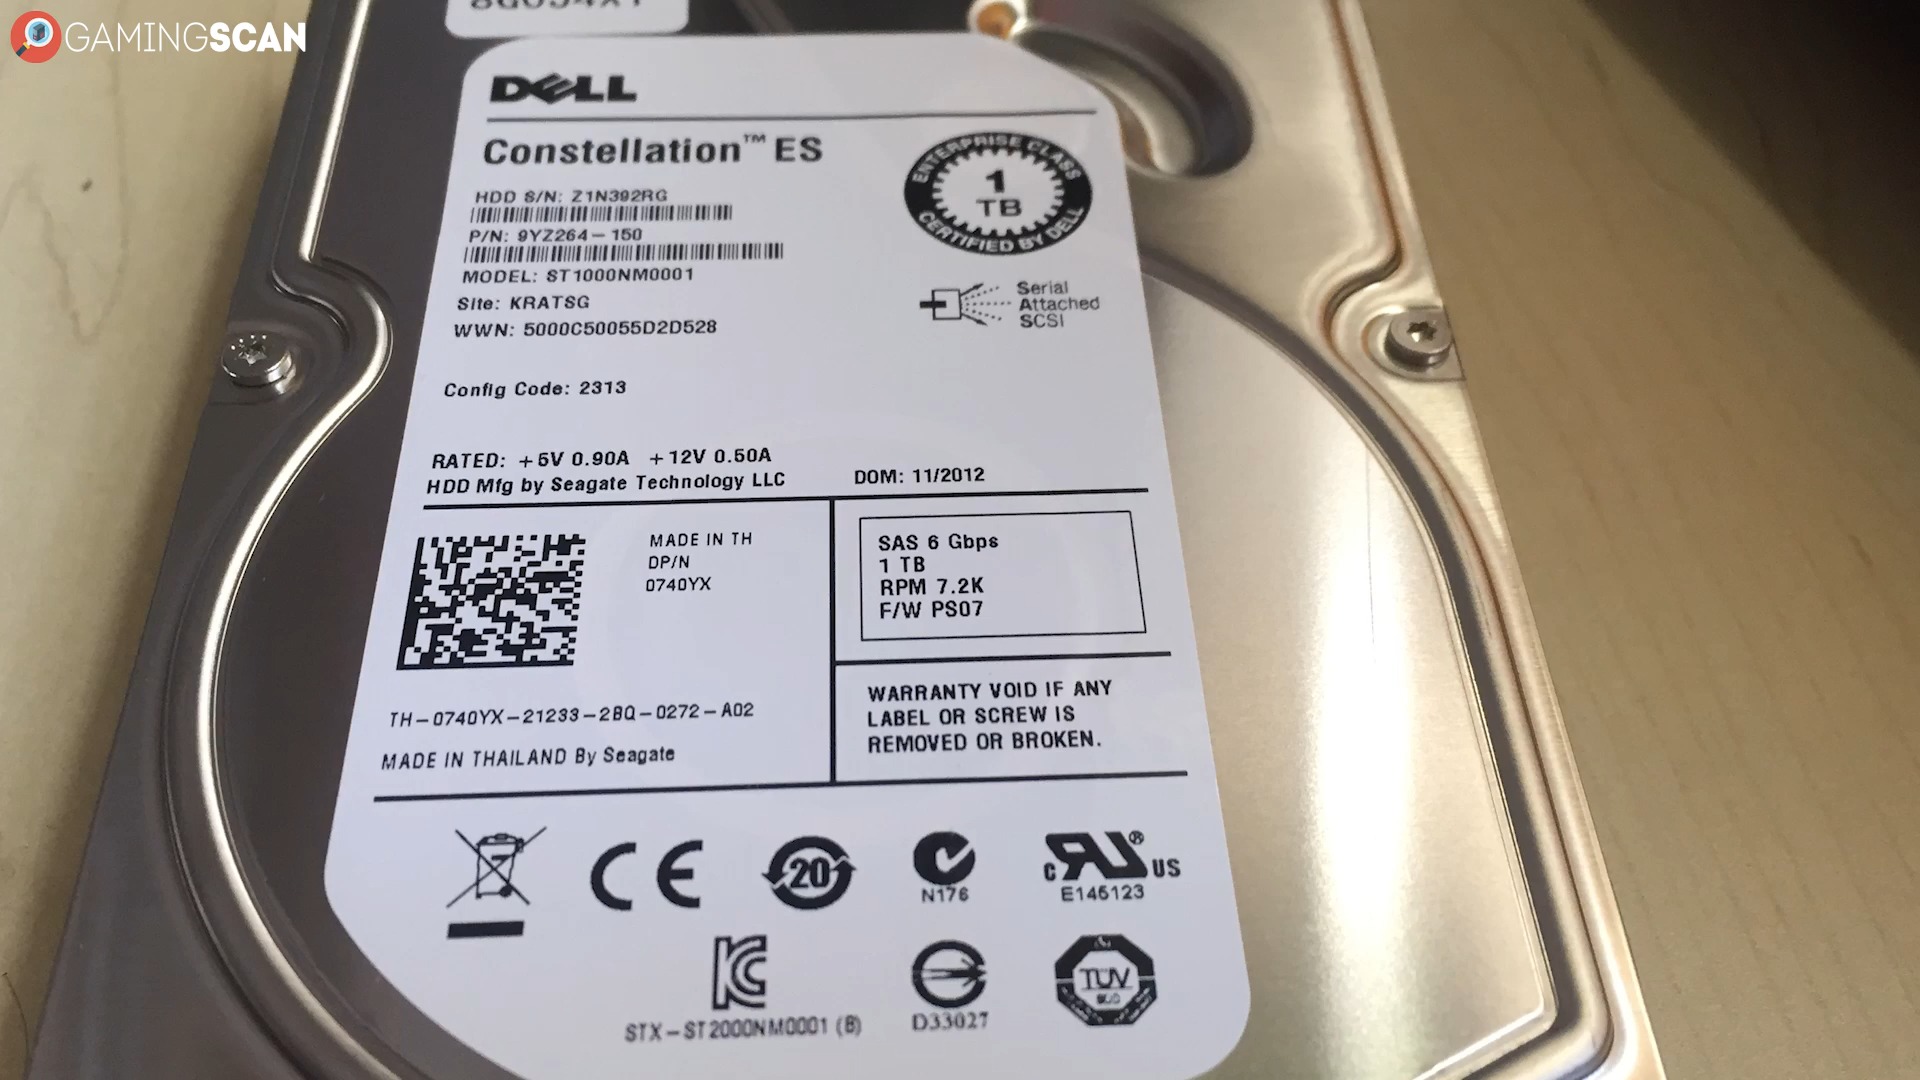 GAMINGSCAN
DELL
Constellation™ ES
HDD S/N: Z1N392RG
P/N: 9YZ264-150
MODEL: ST1000NM0001
Site: KRATSG
WWN: 5000C50055D2D528
Config Code: 2313
ENTERPRISE CLASS
1
TB
CERTIFIED BY DELL
Serial
Attached
SCSI
RATED: +5V 0.90A +12V 0.50A
HDD Mfg by Seagate Technology LLC
DOM: 11/2012
MADE IN TH
DP/N
0740YX
SAS 6 Gbps
1 TB
RPM 7.2K
F/W PS07
TH-0740YX-21233-2BQ-0272-A02
MADE IN THAILAND By Seagate
WARRANTY VOID IF ANY
LABEL OR SCREW IS
REMOVED OR BROKEN.
CE
20
N176
c RU® US
E145123
KC
STX-ST2000NM0001 (B)
D33027
TÜV
SÜD